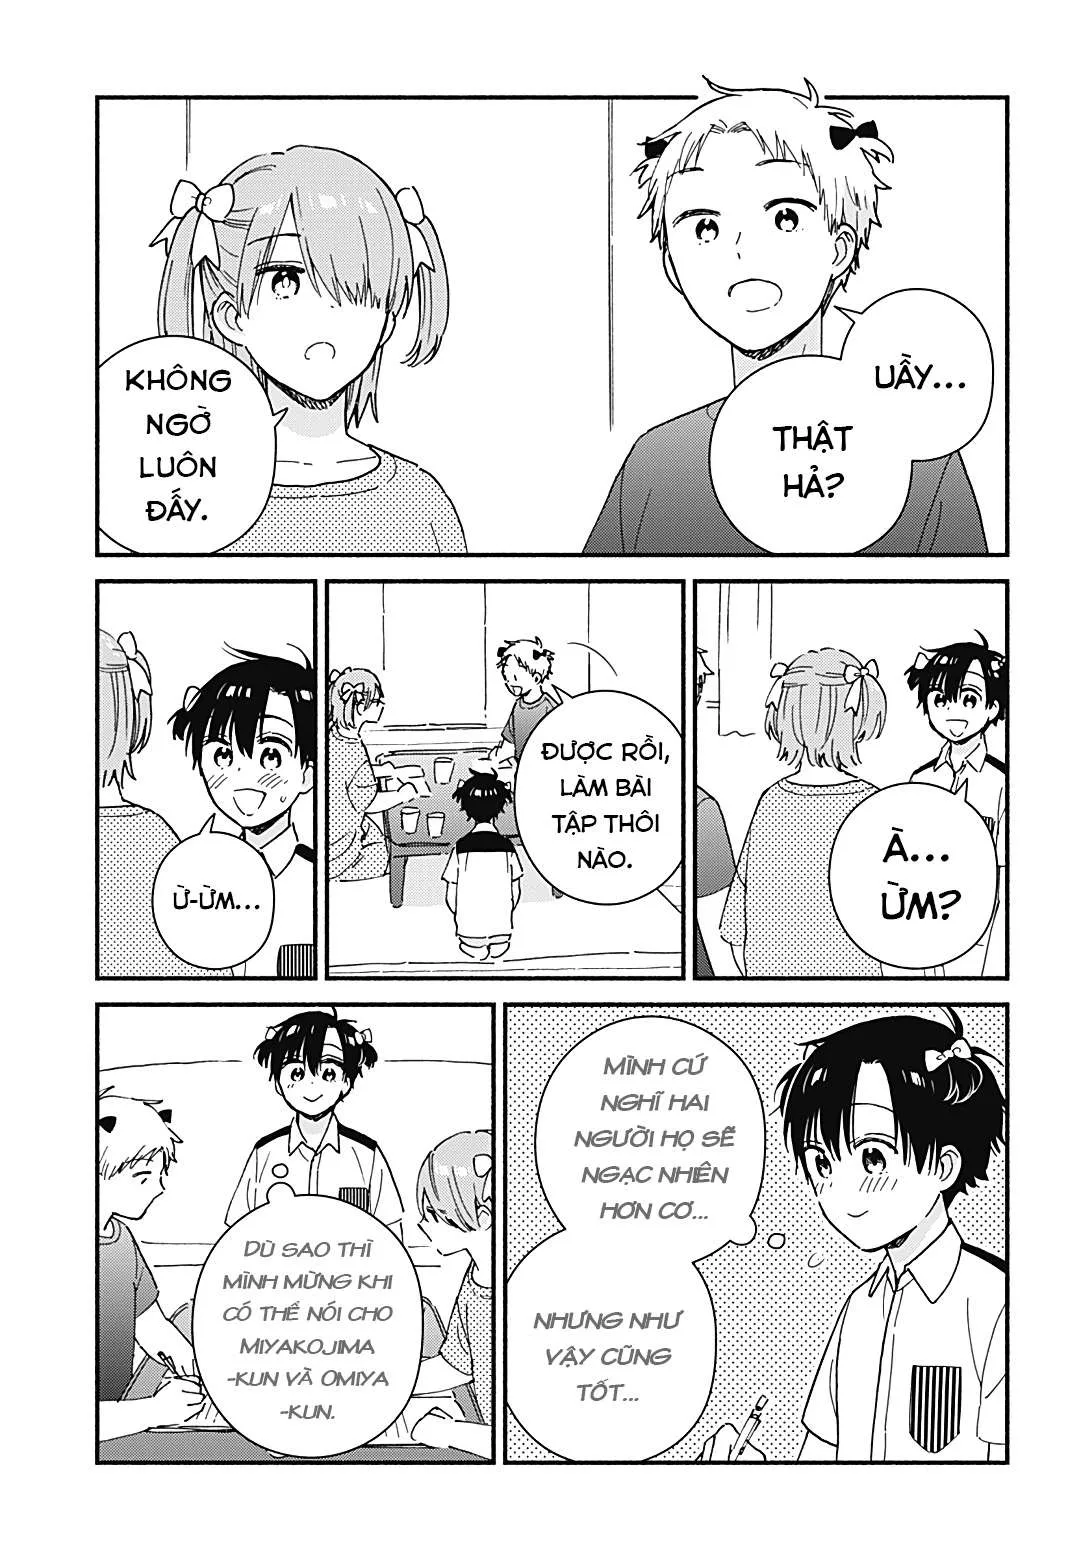 UẦY...
THẬT
HẢ?
KHÔNG
NGỜ
LUÔN
ĐẤY.
À...
ỪM?
ĐƯỢC RỒI,
LÀM BÀI
TẬP THÔI
NÀO.
Ừ-ỪM...
MÌNH CỨ
NGHĨ HAI
NGƯỜI HỌ SẼ
NGẠC NHIÊN
HƠN CƠ...
NHƯNG NHƯ
VẬY CŨNG
TỐT...
DÙ SAO THÌ
MÌNH MỪNG KHI
CÓ THỂ NÓI CHO
MIYAKOJIMA
-KUN VÀ OMIYA
-KUN.